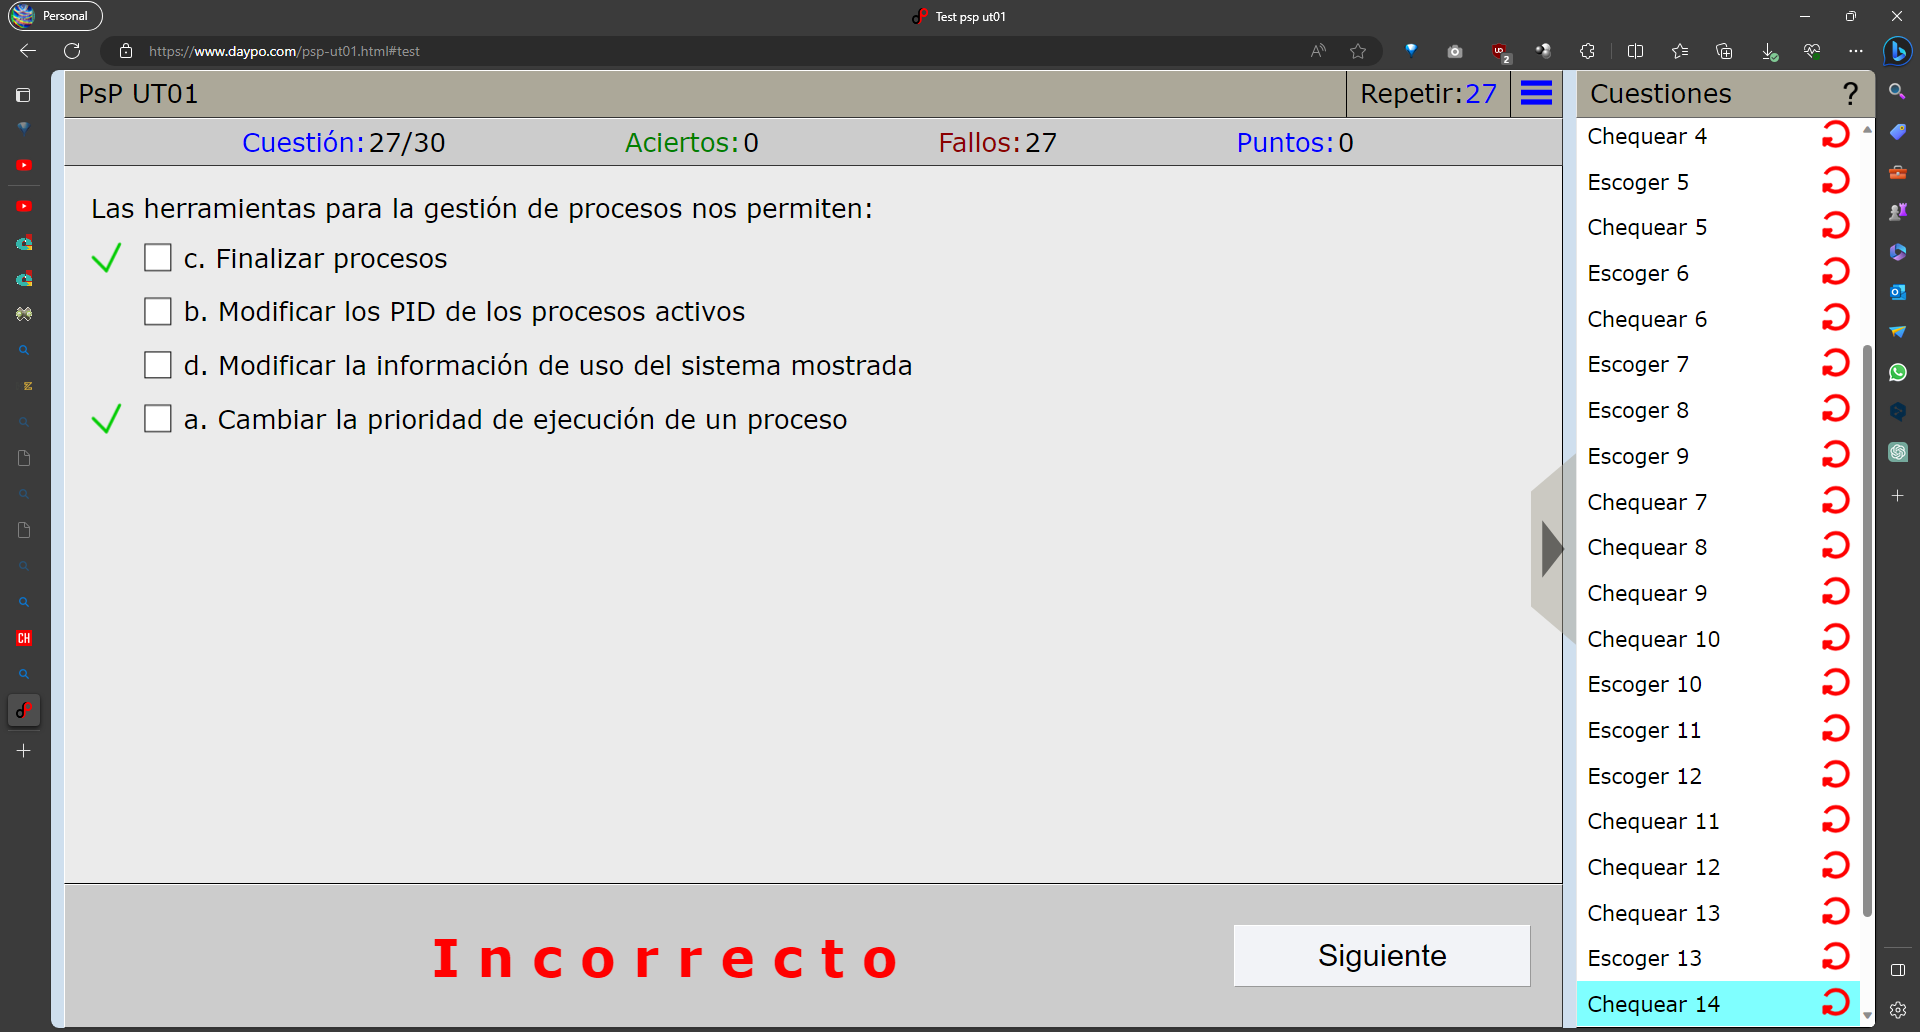 Personal
Test psp ut01
https://www.daypo.com/psp-ut01.html#test
PsP UT01
Repetir:27
Cuestión:27/30
Aciertos:0
Fallos:27
Puntos:0
Las herramientas para la gestión de procesos nos permiten:
c. Finalizar procesos
b. Modificar los PID de los procesos activos
d. Modificar la información de uso del sistema mostrada
a. Cambiar la prioridad de ejecución de un proceso
Incorrecto
Siguiente
Cuestiones ?
Chequear 4
Escoger 5
Chequear 5
Escoger 6
Chequear 6
Escoger 7
Escoger 8
Escoger 9
Chequear 7
Chequear 8
Chequear 9
Chequear 10
Escoger 10
Escoger 11
Escoger 12
Chequear 11
Chequear 12
Chequear 13
Escoger 13
Chequear 14
2
CH